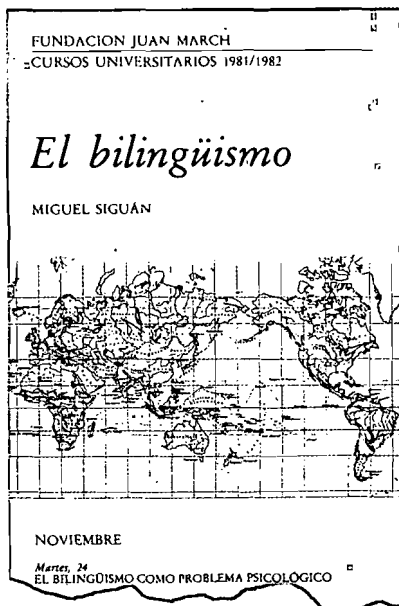 FUNDACION JUAN MARCH
CURSOS UNIVERSITARIOS 1981/1982
El bilingüismo
MIGUEL SIGUÁN
NOVIEMBRE
Martes, 24
EL BILINGÜISMO COMO PROBLEMA PSICOLÓGICO